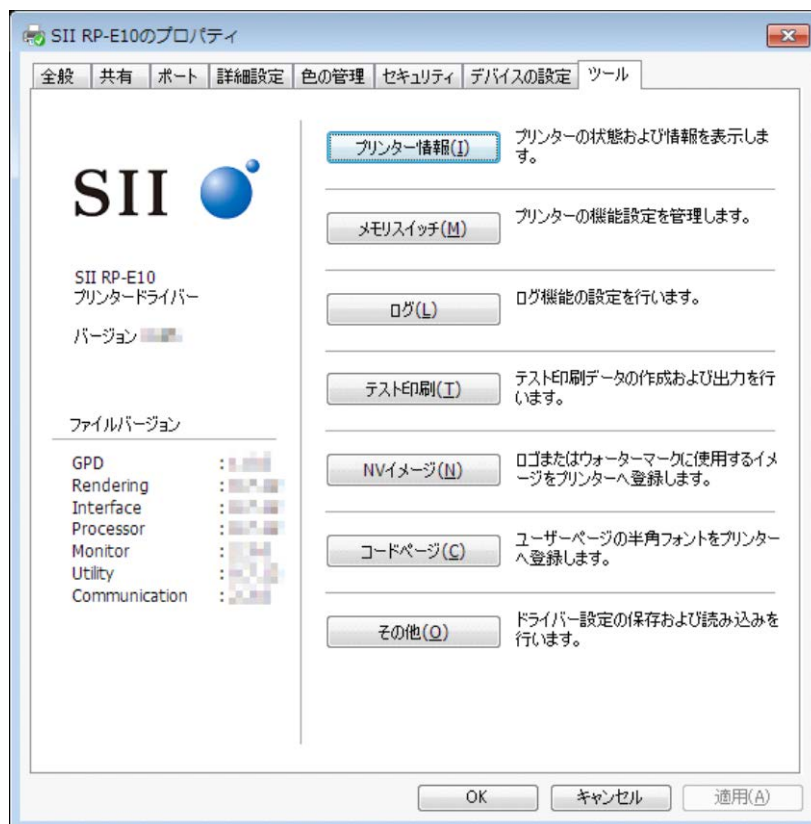 SII RP-E10のプロパティ
全般
共有
ポート
詳細設定
色の管理
セキュリティ
デバイスの設定
ツール
SII
SII RP-E10
プリンタードライバー
バージョン
ファイルバージョン
GPD :
Rendering :
Interface :
Processor :
Monitor :
Utility :
Communication :
プリンター情報(I)
プリンターの状態および情報を表示しま
す。
メモリスイッチ(M)
プリンターの機能設定を管理します。
ログ(L)
ログ機能の設定を行います。
テスト印刷(T)
テスト印刷データの作成および出力を行
います。
NVイメージ(N)
ロゴまたはウォーターマークに使用するイメ
ージをプリンターへ登録します。
コードページ(C)
ユーザーページの半角フォントをプリンター
へ登録します。
その他(O)
ドライバー設定の保存および読み込みを
行います。
OK
キャンセル
適用(A)